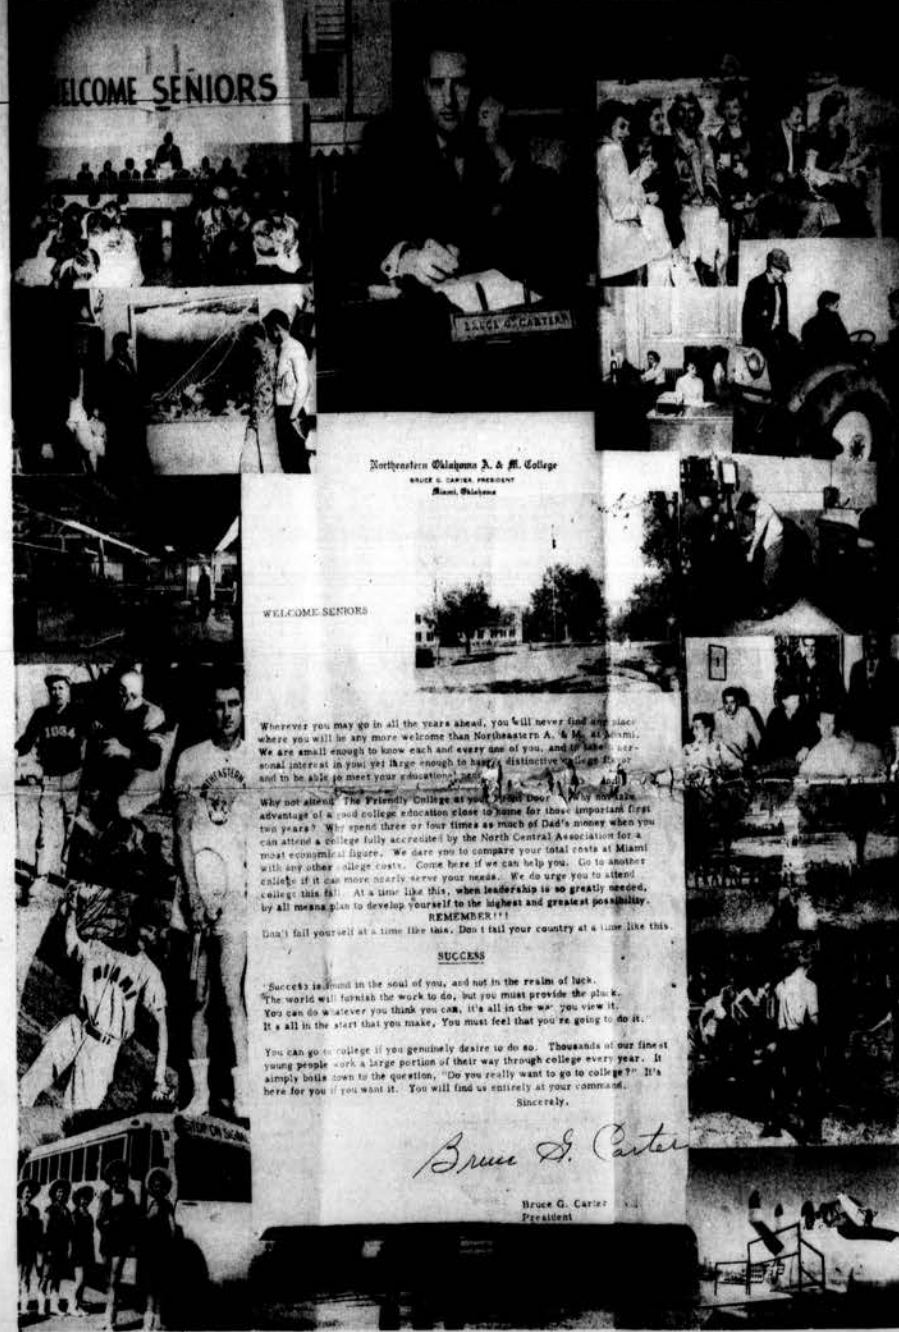 ELCOME SENIORS
BRUCE G. CARTER
Northeastern Oklahoma A. & M. College
BRUCE G. CARTER, PRESIDENT
Miami, Oklahoma
WELCOME SENIORS
Wherever you may go in all the years ahead, you will never find any place
where you will be any more welcome than Northeastern A. & M. at Miami.
We are small enough to know each and every one of you, and to take per-
sonal interest in you; yet large enough to have distinctive college
and to be able to meet your educational
Why not attend The Friendly College at your Front Door Why not take
advantage of a good college education close to home for those important first
two years? Why spend three or four times as much of Dad's money when you
can attend a college fully accredited by the North Central Association for a
most economical figure. We dare you to compare your total costs at Miami
with any other college costs. Come here if we can help you. Go to another
college if it can more nearly serve your needs. We do urge you to attend
college this fall. At a time like this, when leadership is so greatly needed,
by all means plan to develop yourself to the highest and greatest possibility.
REMEMBER!!!
Don't fail yourself at a time like this. Don't fail your country at a time like this.
SUCCESS
"Success is found in the soul of you, and not in the realm of luck.
The world will furnish the work to do, but you must provide the pluck.
You can do whatever you think you can, it's all in the way you view it.
It's all in the start that you make, You must feel that you're going to do it."
You can go to college if you genuinely desire to do so. Thousands of our finest
young people work a large portion of their way through college every year. It
simply boils down to the question, "Do you really want to go to college?" It's
here for you if you want it. You will find us entirely at your command.
Sincerely,
Bruce G. Carter
Bruce G. Carter
President
1034
NORTHEASTERN
MIAMI
STOP ON SIGNAL